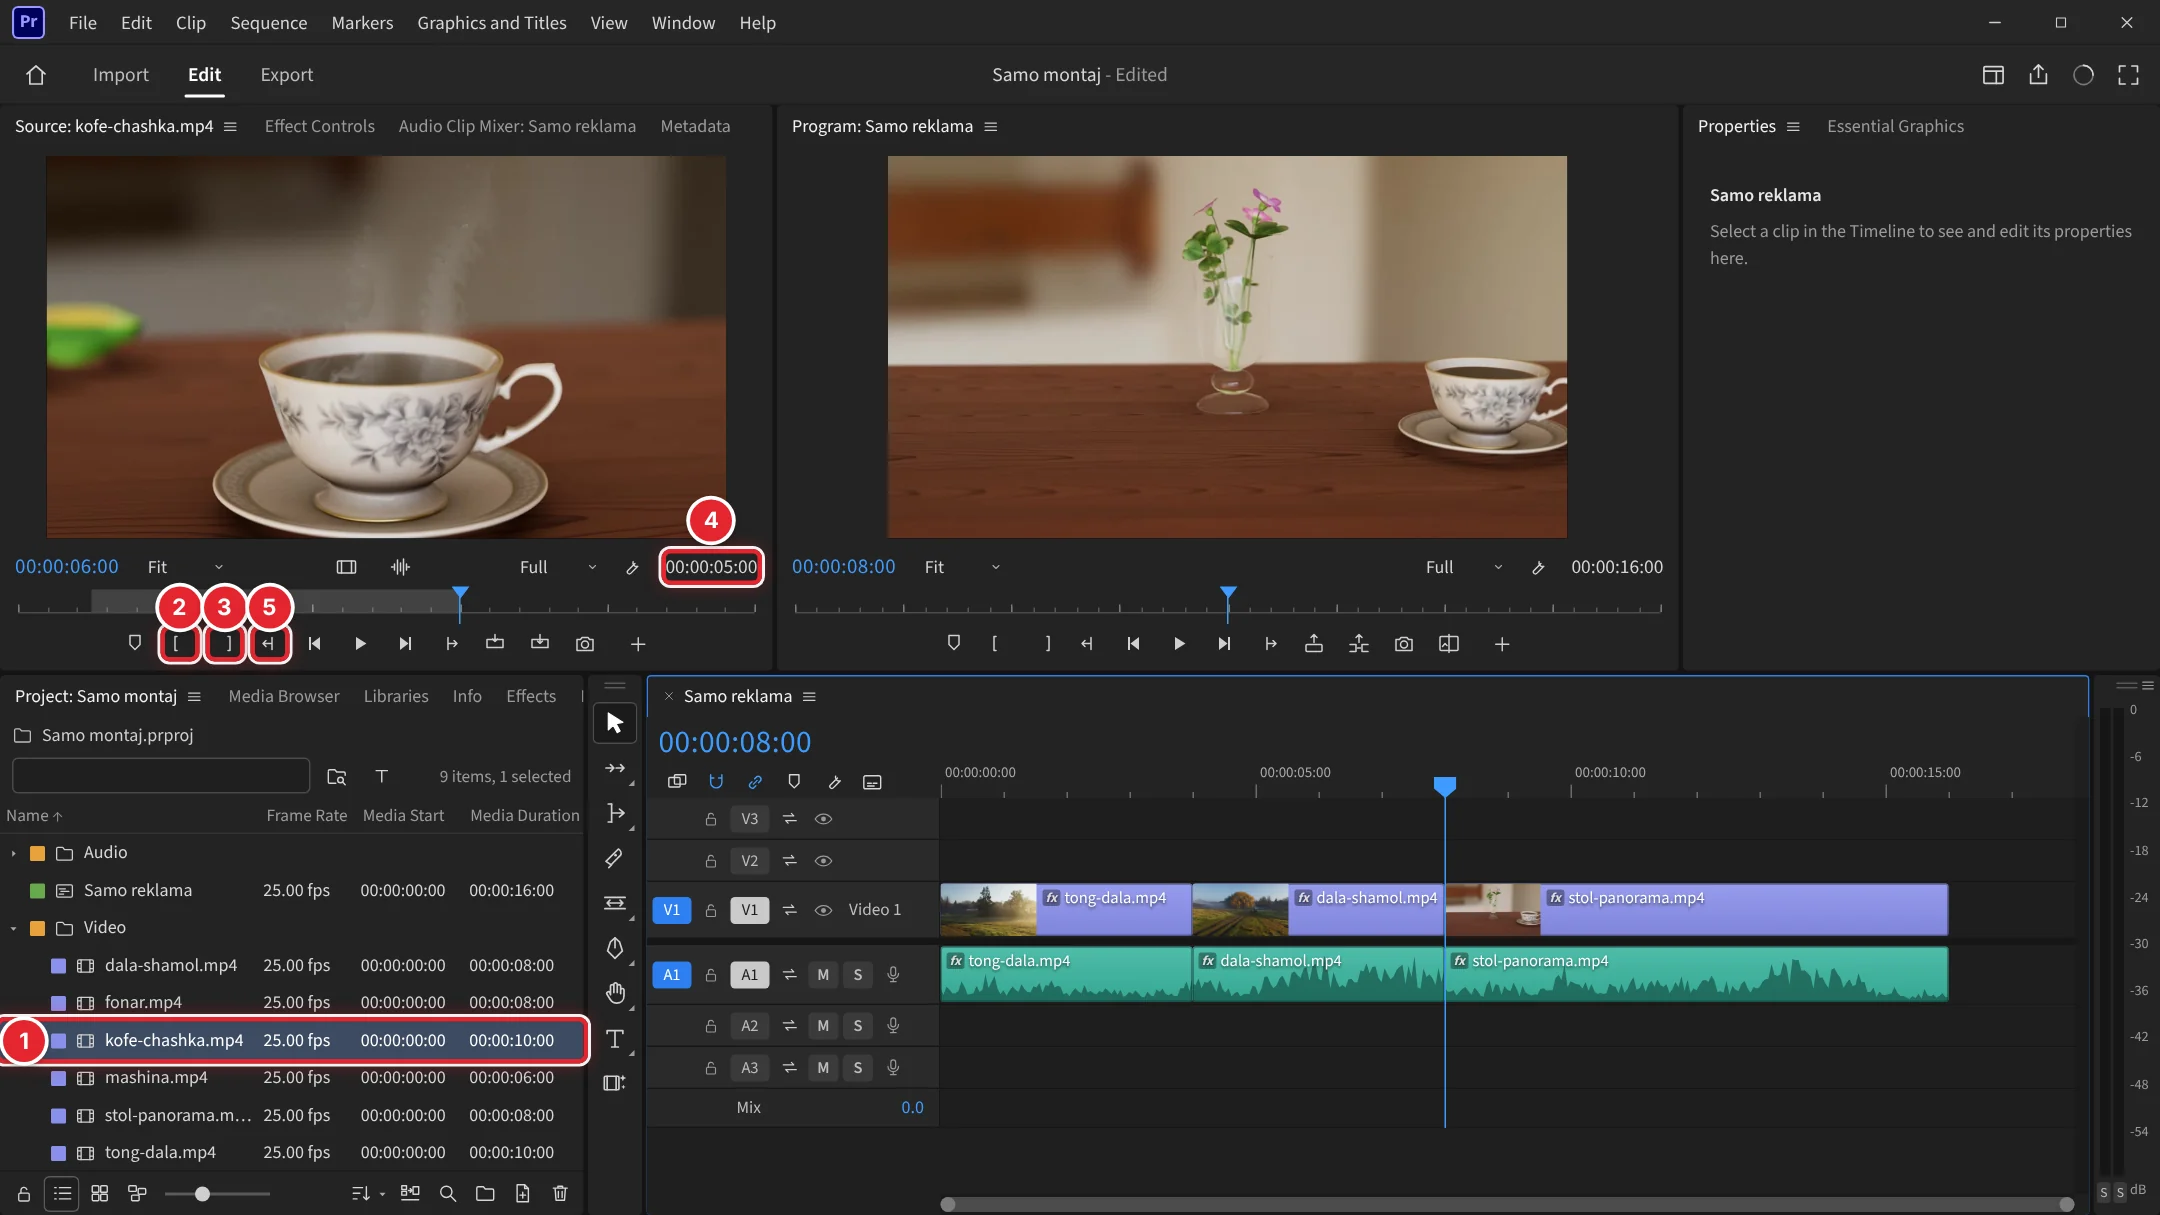 Pr File Edit Clip Sequence Markers Graphics and Titles View Window Help
Import Edit Export Samo montaj - Edited
Source: kofe-chashka.mp4 Effect Controls Audio Clip Mixer: Samo reklama Metadata
Program: Samo reklama
Properties Essential Graphics
Samo reklama
Select a clip in the Timeline to see and edit its properties
here.
4
00:00:06:00 Fit Full 00:00:05:00
00:00:08:00 Fit Full 00:00:16:00
2 3 5
Project: Samo montaj Media Browser Libraries Info Effects
Samo montaj.prproj
9 items, 1 selected
Name Frame Rate Media Start Media Duration
Audio
Samo reklama 25.00 fps 00:00:00:00 00:00:16:00
Video
dala-shamol.mp4 25.00 fps 00:00:00:00 00:00:08:00
fonar.mp4 25.00 fps 00:00:00:00 00:00:08:00
1 kofe-chashka.mp4 25.00 fps 00:00:00:00 00:00:10:00
mashina.mp4 25.00 fps 00:00:00:00 00:00:06:00
stol-panorama.m... 25.00 fps 00:00:00:00 00:00:08:00
tong-dala.mp4 25.00 fps 00:00:00:00 00:00:10:00
Samo reklama
00:00:08:00
00:00:00:00 00:00:05:00 00:00:10:00 00:00:15:00
V3
V2
V1 V1 Video 1 fx tong-dala.mp4 fx dala-shamol.mp4 fx stol-panorama.mp4
A1 A1 M S fx tong-dala.mp4 fx dala-shamol.mp4 fx stol-panorama.mp4
A2 M S
A3 M S
Mix 0.0
0
-6
-12
-18
-24
-30
-36
-42
-48
-54
S S dB